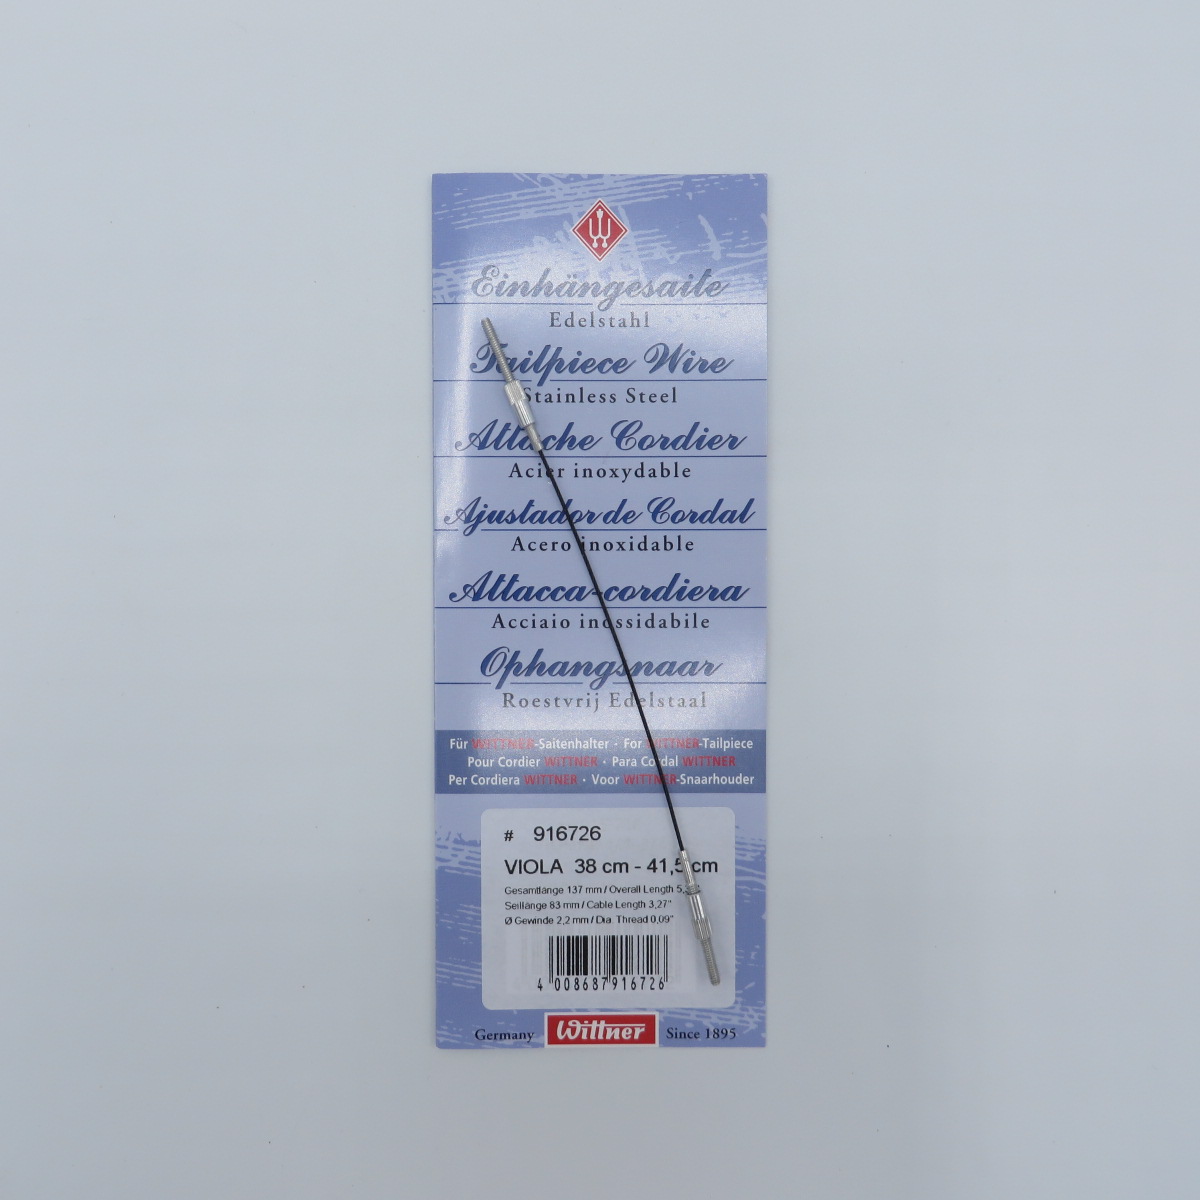 Einhängesaite
Edelstahl
Tailpiece Wire
Stainless Steel
Attache Cordier
Acier inoxydable
Ajustador de Cordal
Acero inoxidable
Attacca-cordiera
Acciaio inossidabile
Ophangsnaar
Roestvrij Edelstaal
Für WITTNER-Saitenhalter · For WITTNER-Tailpiece
Pour Cordier WITTNER · Para Cordal WITTNER
Per Cordiera WITTNER · Voor WITTNER-Snaarhouder
# 916726
VIOLA 38 cm - 41,5 cm
Gesamtlänge 137 mm / Overall Length
Seillänge 83 mm / Cable Length 3,27"
Ø Gewinde 2,2 mm / Dia. Thread 0,09"
4 008687 916726
Germany Wittner Since 1895